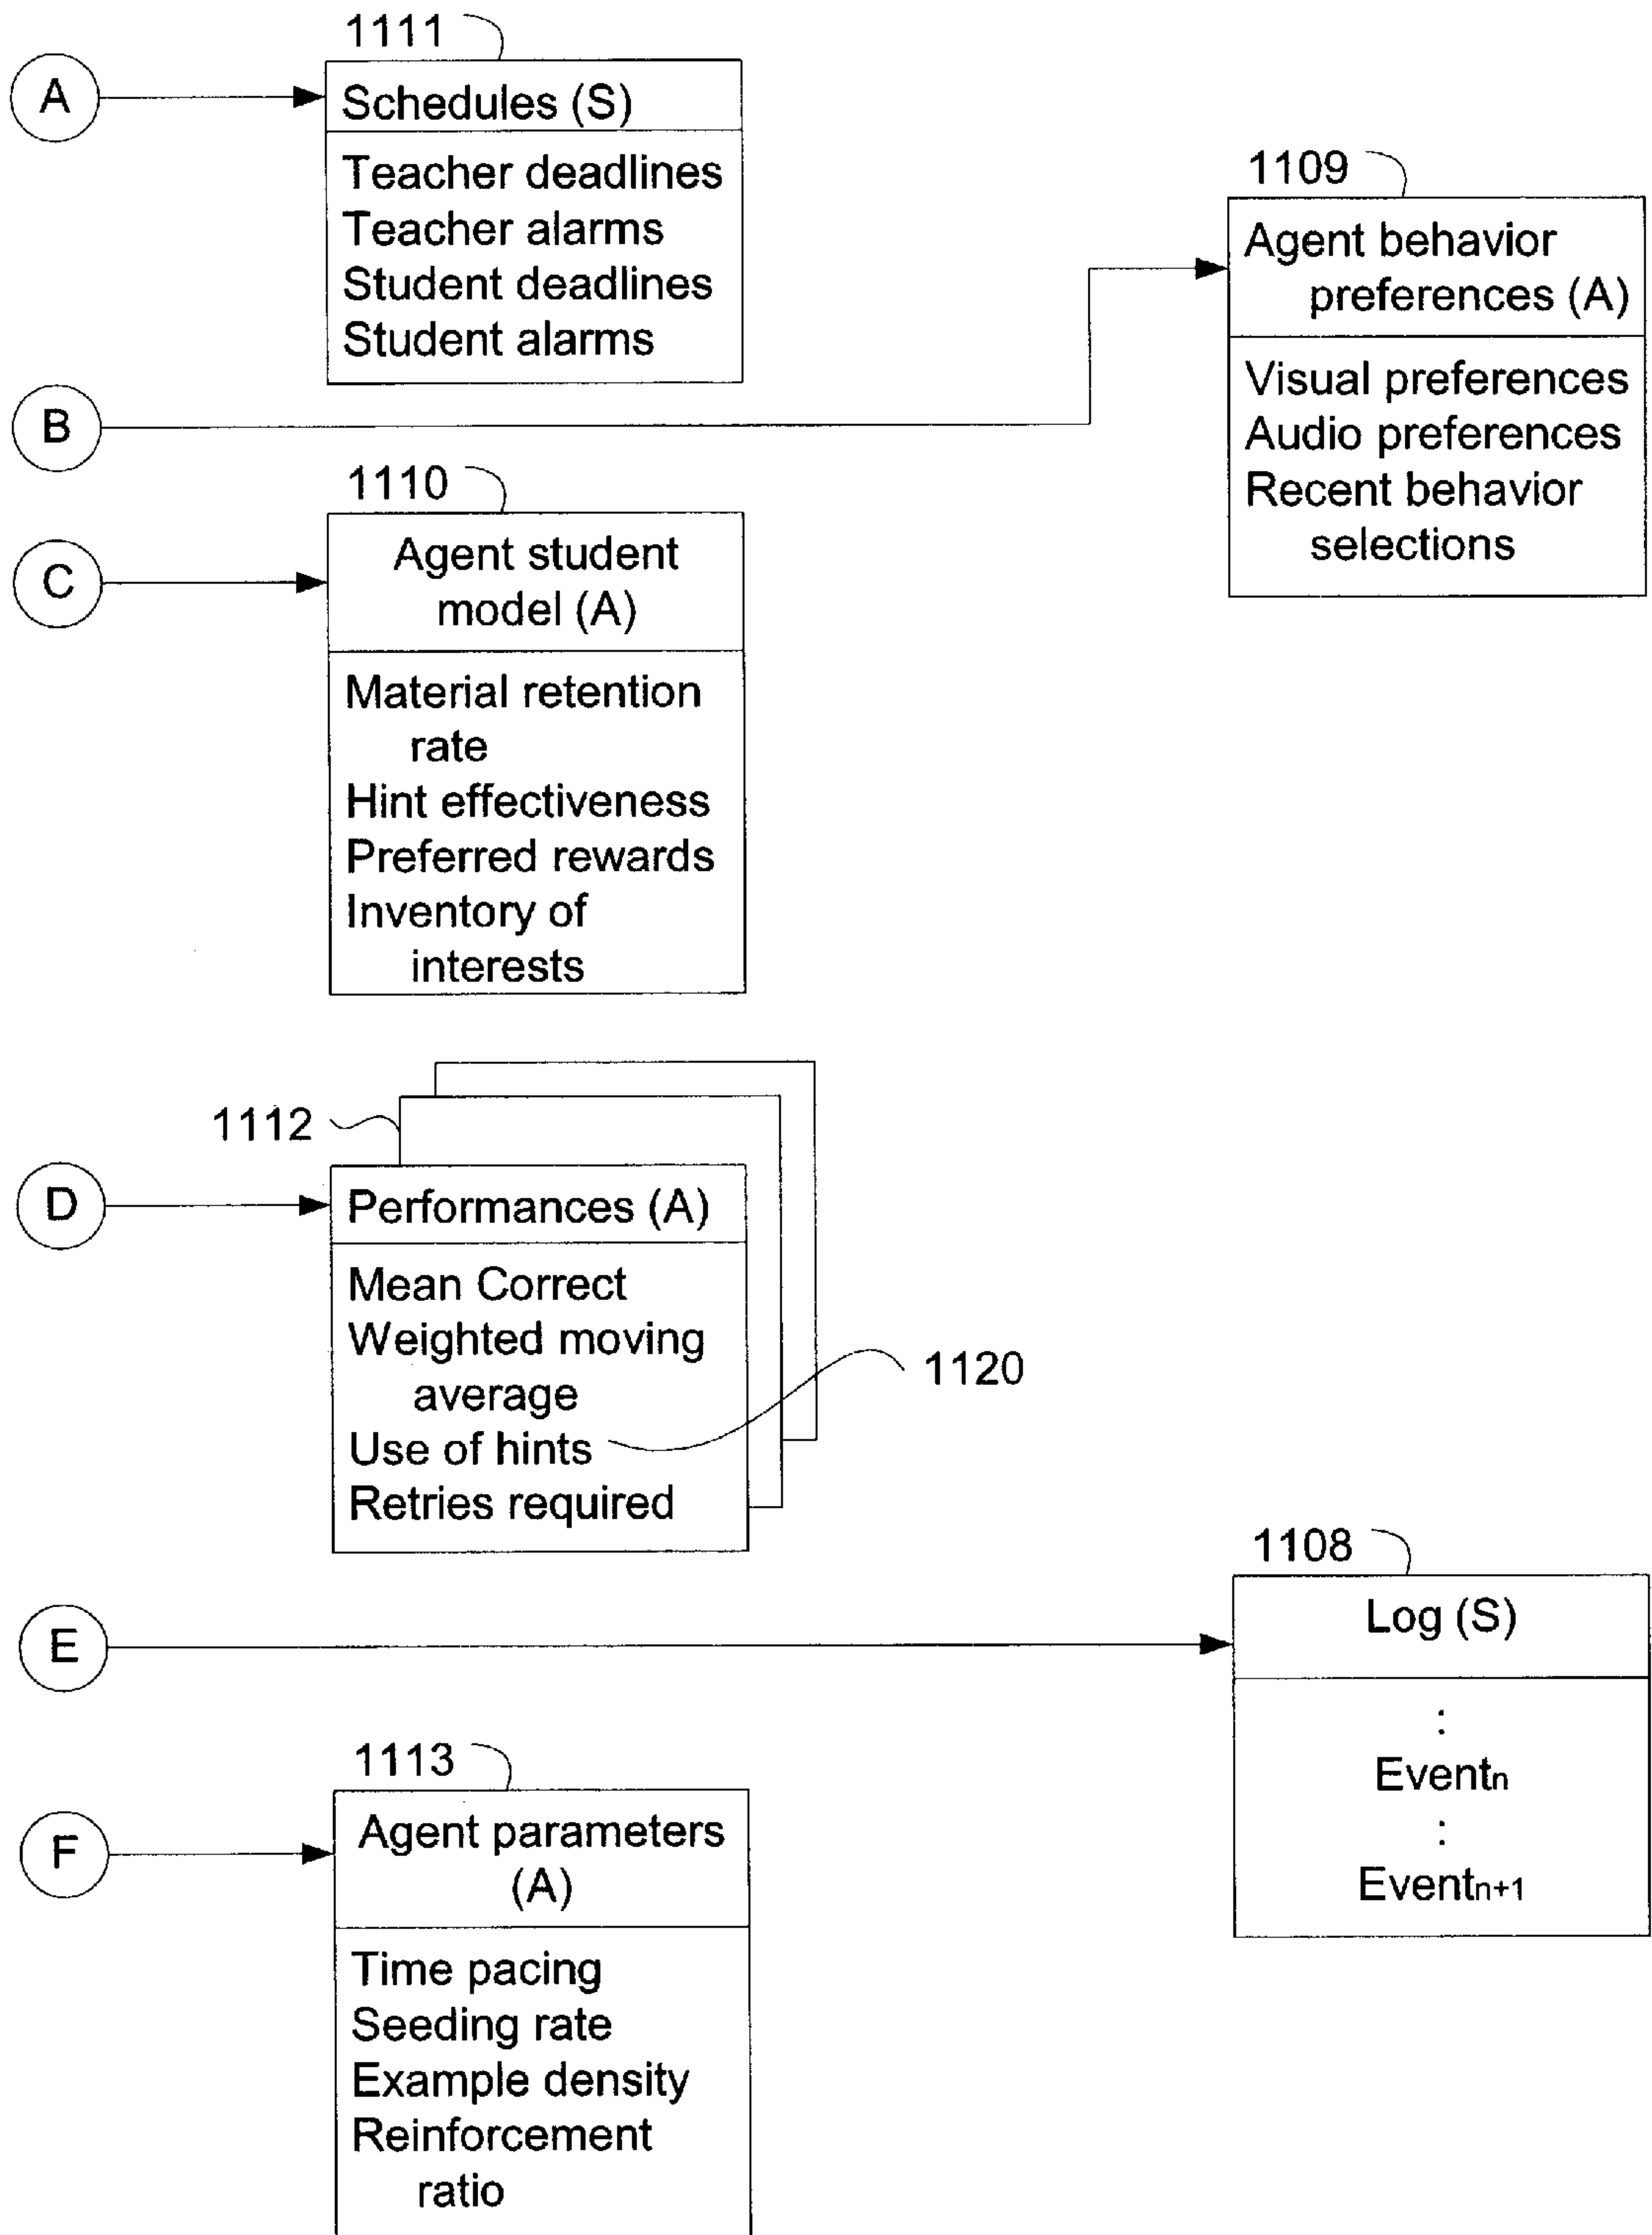 1111
A
Schedules (S)
Teacher deadlines
Teacher alarms
Student deadlines
Student alarms
1109
Agent behavior
preferences (A)
Visual preferences
Audio preferences
Recent behavior
selections
B
1110
C
Agent student
model (A)
Material retention
rate
Hint effectiveness
Preferred rewards
Inventory of
interests
1112
D
Performances (A)
Mean Correct
Weighted moving
average
Use of hints
Retries required
1120
1108
E
Log (S)
:
Eventn
:
Eventn+1
1113
F
Agent parameters
(A)
Time pacing
Seeding rate
Example density
Reinforcement
ratio